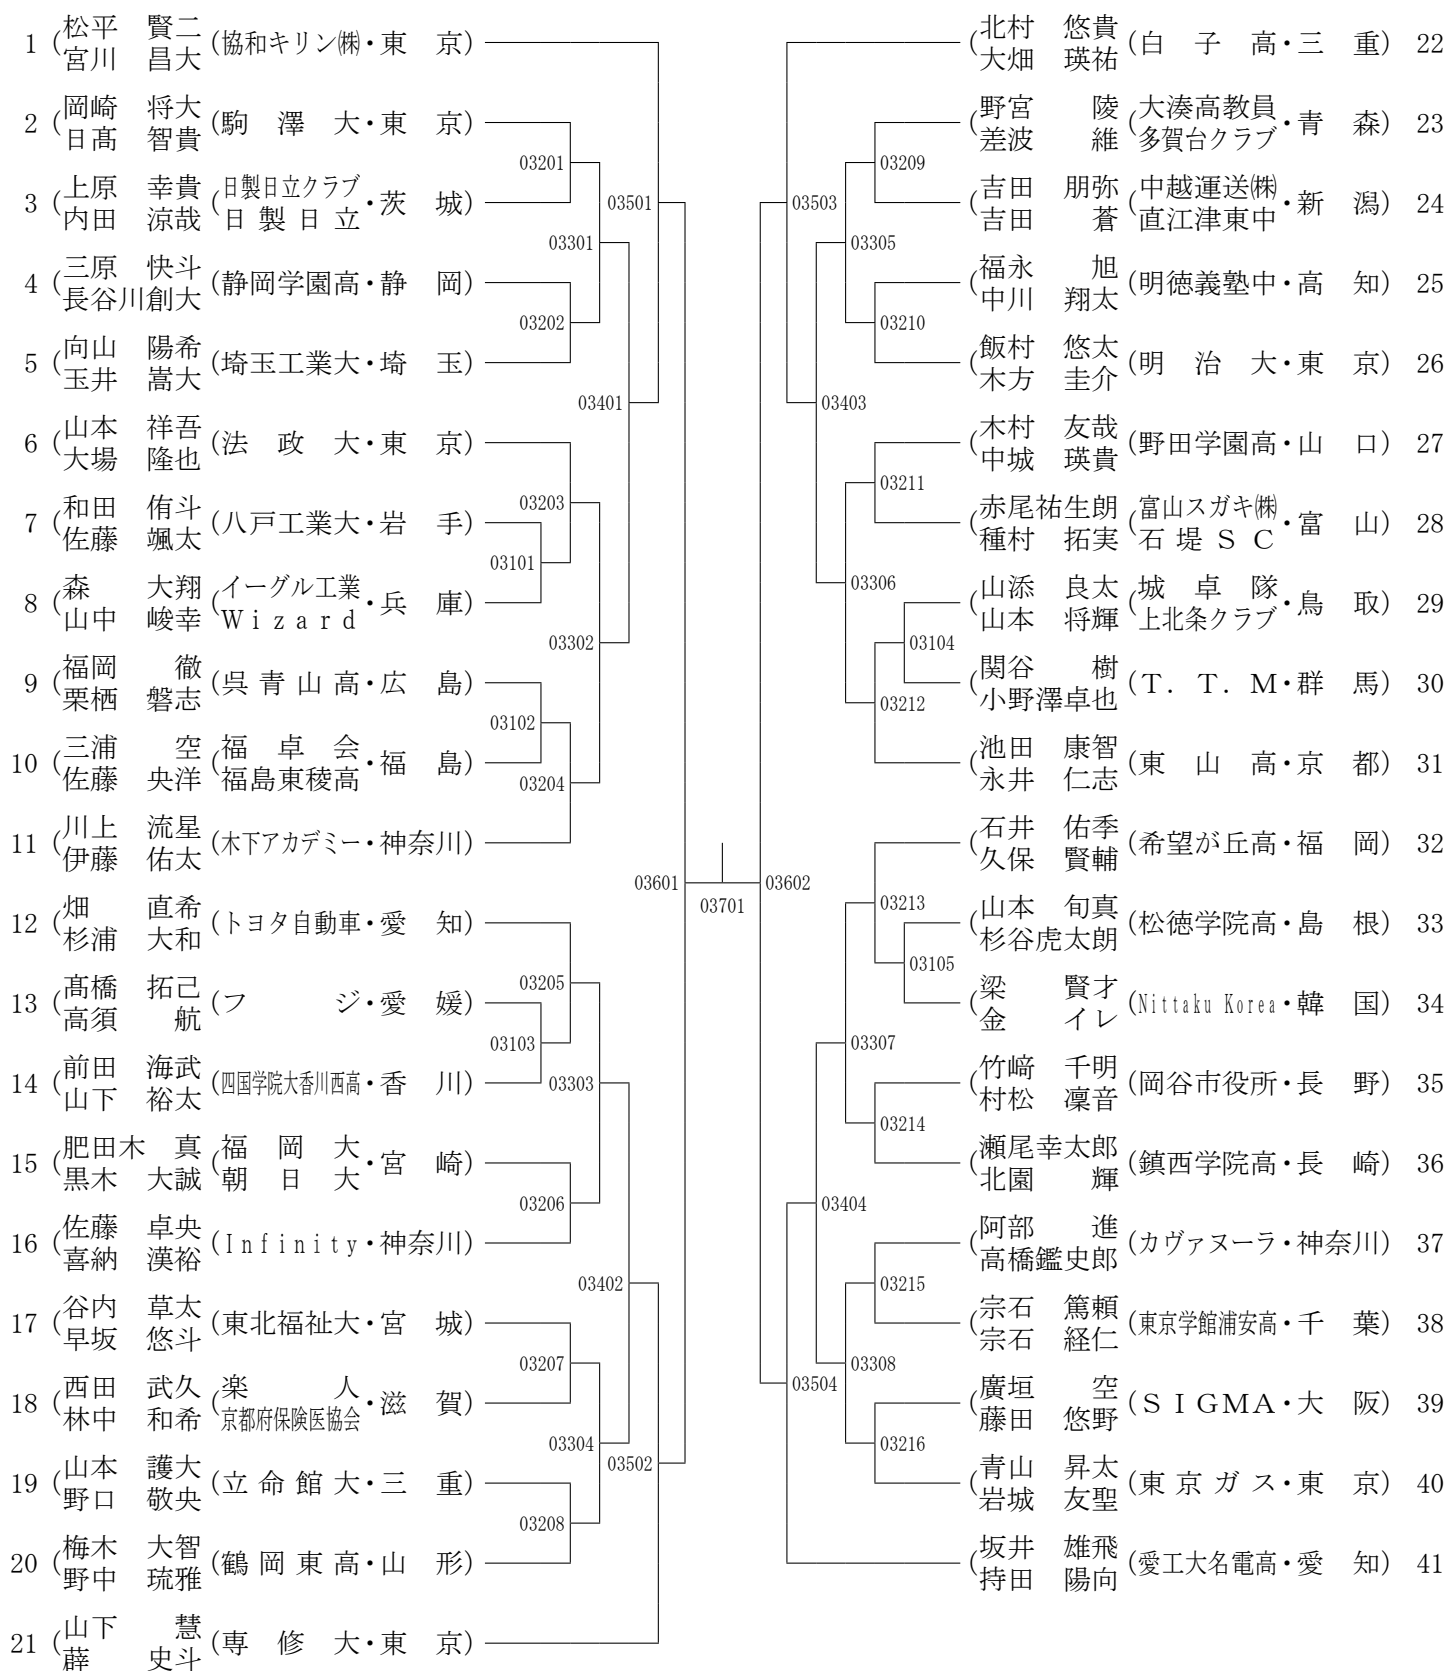 1 (松平 賢二 宮川 昌大 (協和キリン㈱・東 京)
2 (岡崎 将大 日髙 智貴 (駒 澤 大・東 京)
03201
3 (上原 幸貴 内田 涼哉 (日製日立クラブ 日 製 日 立 ・茨 城)
03501
03301
4 (三原 快斗 長谷川創大 (静岡学園高・静 岡)
03202
5 (向山 陽希 玉井 嵩大 (埼玉工業大・埼 玉)
03401
6 (山本 祥吾 大場 隆也 (法 政 大・東 京)
03203
7 (和田 侑斗 佐藤 颯太 (八戸工業大・岩 手)
03101
8 (森 大翔 山中 峻幸 (イーグル工業 Wizard ・兵 庫)
03302
9 (福岡 徹 栗栖 磐志 (呉 青 山 高・広 島)
03102
10 (三浦 空 佐藤 央洋 (福 卓 会 福島東稜高 ・福 島)
03204
11 (川上 流星 伊藤 佑太 (木下アカデミー・神奈川)
03601
03701
03602
12 (畑 直希 杉浦 大和 (トヨタ自動車・愛 知)
03205
13 (髙橋 拓己 高須 航 (フ ジ・愛 媛)
03103
14 (前田 海武 山下 裕太 (四国学院大香川西高・香 川)
03303
15 (肥田木 真 黒木 大誠 (福 岡 大 朝 日 大 ・宮 崎)
03206
16 (佐藤 卓央 喜納 漢裕 (Infinity・神奈川)
03402
17 (谷内 草太 早坂 悠斗 (東北福祉大・宮 城)
03207
18 (西田 武久 林中 和希 (楽 人 京都府保険医協会 ・滋 賀)
03304
03502
19 (山本 護大 野口 敬央 (立 命 館 大・三 重)
03208
20 (梅木 大智 野中 琉雅 (鶴 岡 東 高・山 形)
21 (山下 慧 薜 史斗 (専 修 大・東 京)
(北村 悠貴 大畑 瑛祐 (白 子 高・三 重) 22
(野宮 陵 差波 維 (大湊高教員 多賀台クラブ ・青 森) 23
03209
03503
(吉田 朋弥 吉田 蒼 (中越運送㈱ 直江津東中 ・新 潟) 24
03305
(福永 旭 中川 翔太 (明徳義塾中・高 知) 25
03210
(飯村 悠太 木方 圭介 (明 治 大・東 京) 26
03403
(木村 友哉 中城 瑛貴 (野田学園高・山 口) 27
03211
(赤尾祐生朗 種村 拓実 (富山スガキ㈱ 石 堤 S C ・富 山) 28
03306
(山添 良太 山本 将輝 (城 卓 隊 上北条クラブ ・鳥 取) 29
03104
(関谷 樹 小野澤卓也 (T. T. M・群 馬) 30
03212
(池田 康智 永井 仁志 (東 山 高・京 都) 31
(石井 佑季 久保 賢輔 (希望が丘高・福 岡) 32
03213
(山本 旬真 杉谷虎太朗 (松徳学院高・島 根) 33
03105
(梁 賢才 金 イレ (Nittaku Korea・韓 国) 34
03307
(竹﨑 千明 村松 凜音 (岡谷市役所・長 野) 35
03214
(瀬尾幸太郎 北園 輝 (鎮西学院高・長 崎) 36
03404
(阿部 進 高橋鑑史郎 (カヴァヌーラ・神奈川) 37
03215
(宗石 篤頼 宗石 経仁 (東京学館浦安高・千 葉) 38
03308
03504
(廣垣 空 藤田 悠野 (SIGMA・大 阪) 39
03216
(青山 昇太 岩城 友聖 (東 京 ガ ス・東 京) 40
(坂井 雄飛 持田 陽向 (愛工大名電高・愛 知) 41